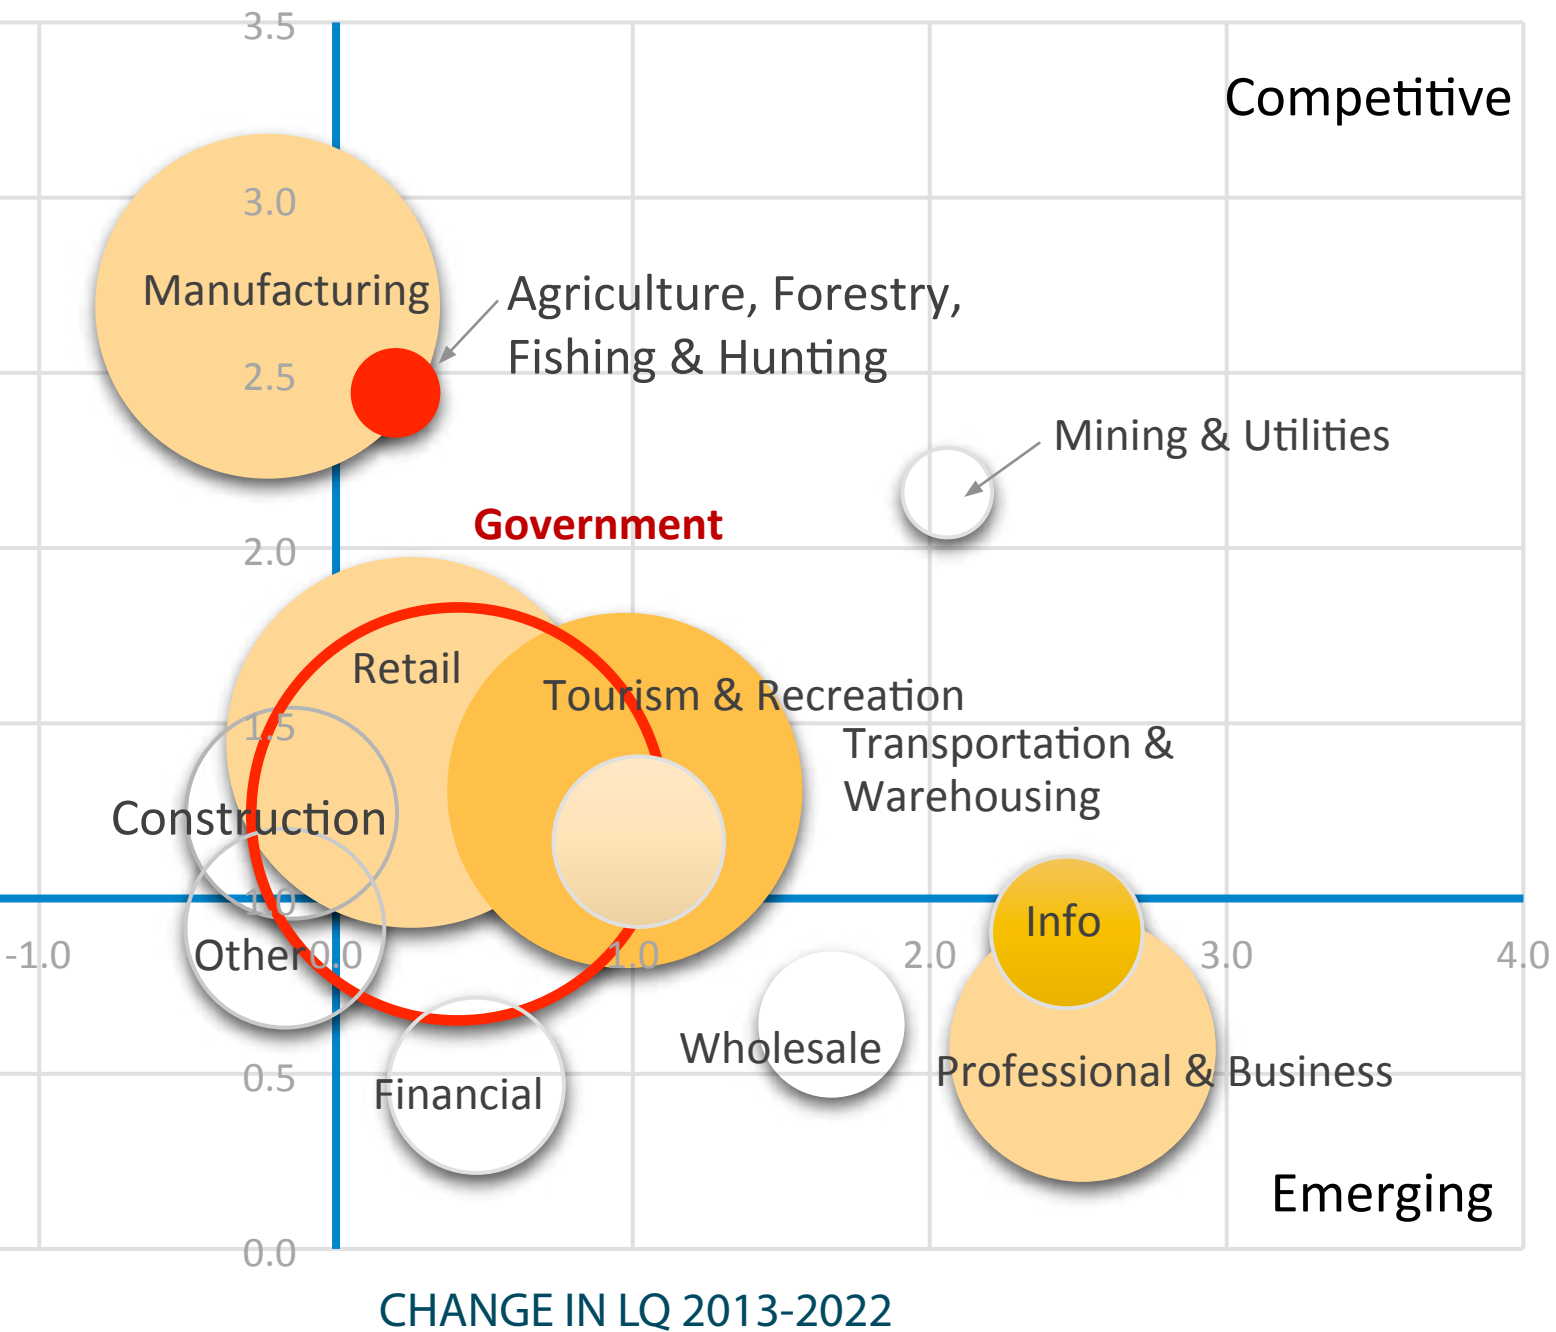 3.5
Competitive
3.0
Manufacturing
Agriculture, Forestry,
Fishing & Hunting
2.5
Mining & Utilities
Government
2.0
Retail
Tourism & Recreation
1.5
Transportation &
Warehousing
Construction
1.0
Info
-1.0
Other
0.0
1.0
2.0
3.0
4.0
Wholesale
0.5
Professional & Business
Financial
Emerging
0.0
CHANGE IN LQ 2013-2022